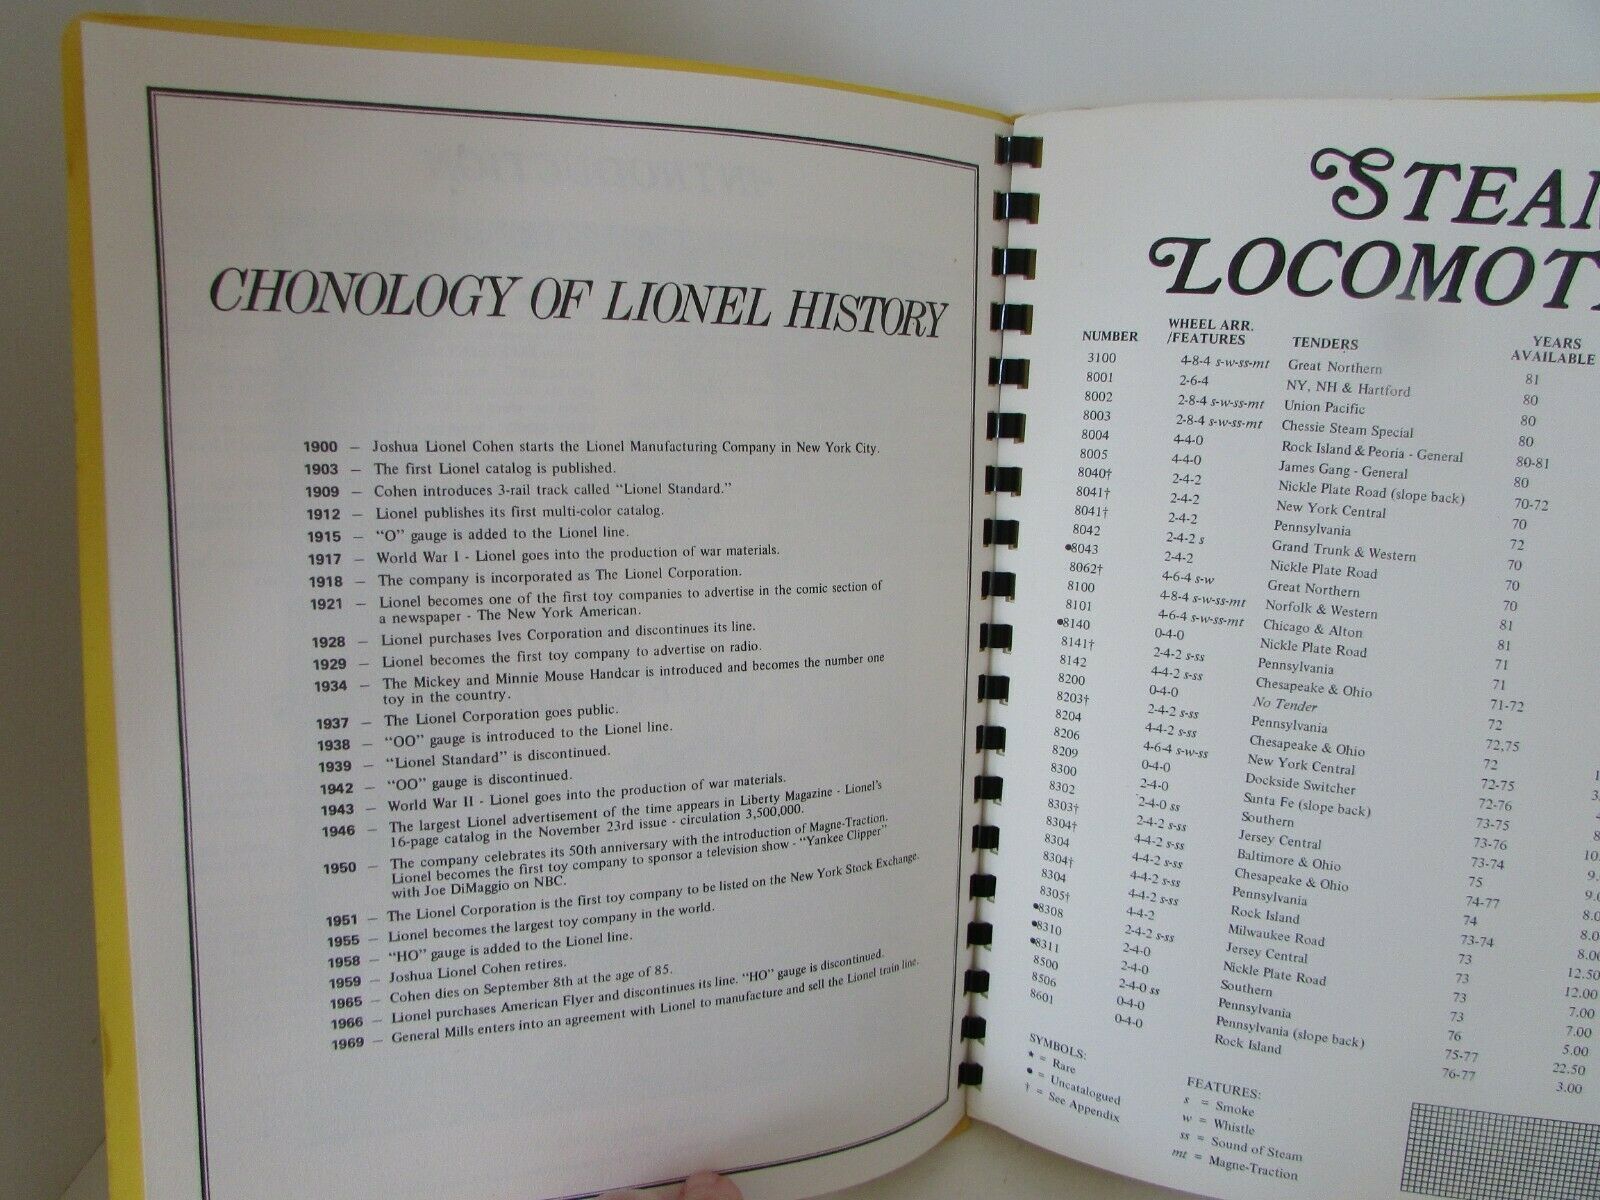 CHONOLOGY OF LIONEL HISTORY
1900 — Joshua Lionel Cohen starts the Lionel Manufacturing Company in New York City.
1903 — The first Lionel catalog is published.
1909 — Cohen introduces 3-rail track called "Lionel Standard."
1912 — Lionel publishes its first multi-color catalog.
1915 — "O" gauge is added to the Lionel line.
1917 — World War I - Lionel goes into the production of war materials.
1918 — The company is incorporated as The Lionel Corporation.
1921 — Lionel becomes one of the first toy companies to advertise in the comic section of
a newspaper - The New York American.
1928 — Lionel purchases Ives Corporation and discontinues its line.
1929 — Lionel becomes the first toy company to advertise on radio.
1934 — The Mickey and Minnie Mouse Handcar is introduced and becomes the number one
toy in the country.
1937 — The Lionel Corporation goes public.
1938 — "OO" gauge is introduced to the Lionel line.
1939 — "Lionel Standard" is discontinued.
1942 — "OO" gauge is discontinued.
1943 — World War II - Lionel goes into the production of war materials.
1946 — The largest Lionel advertisement of the time appears in Liberty Magazine - Lionel's
16-page catalog in the November 23rd issue - circulation 3,500,000.
1950 — The company celebrates its 50th anniversary with the introduction of Magne-Traction.
Lionel becomes the first toy company to sponsor a television show - "Yankee Clipper"
with Joe DiMaggio on NBC.
1951 — The Lionel Corporation is the first toy company to be listed on the New York Stock Exchange.
1955 — Lionel becomes the largest toy company in the world.
1958 — "HO" gauge is added to the Lionel line.
1959 — Joshua Lionel Cohen retires.
1965 — Cohen dies on September 8th at the age of 85.
1966 — Lionel purchases American Flyer and discontinues its line. "HO" gauge is discontinued.
1969 — General Mills enters into an agreement with Lionel to manufacture and sell the Lionel train line.
STEAM
LOCOMOTI
NUMBER WHEEL ARR. /FEATURES TENDERS YEARS AVAILABLE
3100 4-8-4 s-w-ss-mt Great Northern 81
8001 2-6-4 NY, NH & Hartford 80
8002 2-8-4 s-w-ss-mt Union Pacific 80
8003 2-8-4 s-w-ss-mt Chessie Steam Special 80
8004 4-4-0 Rock Island & Peoria - General 80-81
8005 4-4-0 James Gang - General 80
8040† 2-4-2 Nickle Plate Road (slope back) 70-72
8041† 2-4-2 New York Central 70
8041† 2-4-2 Pennsylvania 72
8042 2-4-2 s Grand Trunk & Western 70
•8043 2-4-2 Nickle Plate Road 70
8062† 4-6-4 s-w Great Northern 70
8100 4-8-4 s-w-ss-mt Norfolk & Western 81
8101 4-6-4 s-w-ss-mt Chicago & Alton 81
•8140 0-4-0 Nickle Plate Road 71
8141† 2-4-2 s-ss Pennsylvania 71
8142 4-4-2 s-ss Chesapeake & Ohio 71-72
8200 0-4-0 No Tender 72
8203† 2-4-2 s-ss Pennsylvania 72,75
8204 4-4-2 s-ss Chesapeake & Ohio 72
8206 4-6-4 s-w-ss New York Central 72-75
8209 0-4-0 Dockside Switcher 72-76
8300 2-4-0 Santa Fe (slope back) 73-75
8302 2-4-0 ss Southern 73-76
8303† 2-4-2 s-ss Jersey Central 73-74
8304† 4-4-2 s-ss Baltimore & Ohio 75
8304 4-4-2 s-ss Chesapeake & Ohio 74-77
8304† 4-4-2 s-ss Pennsylvania 74
8304 4-4-2 s-ss Rock Island 73-74 8.00
8305† 4-4-2 Milwaukee Road 73 12.50
•8308 2-4-2 s-ss Jersey Central 73 12.00
•8310 2-4-0 Nickle Plate Road 73 7.00
•8311 2-4-0 Southern 73 7.00
8500 2-4-0 ss Pennsylvania 76 5.00
8506 0-4-0 Pennsylvania (slope back) 75-77 22.50
8601 0-4-0 Rock Island 76-77 3.00
SYMBOLS:
★ = Rare
• = Uncatalogued
† = See Appendix
FEATURES:
s = Smoke
w = Whistle
ss = Sound of Steam
mt = Magne-Traction